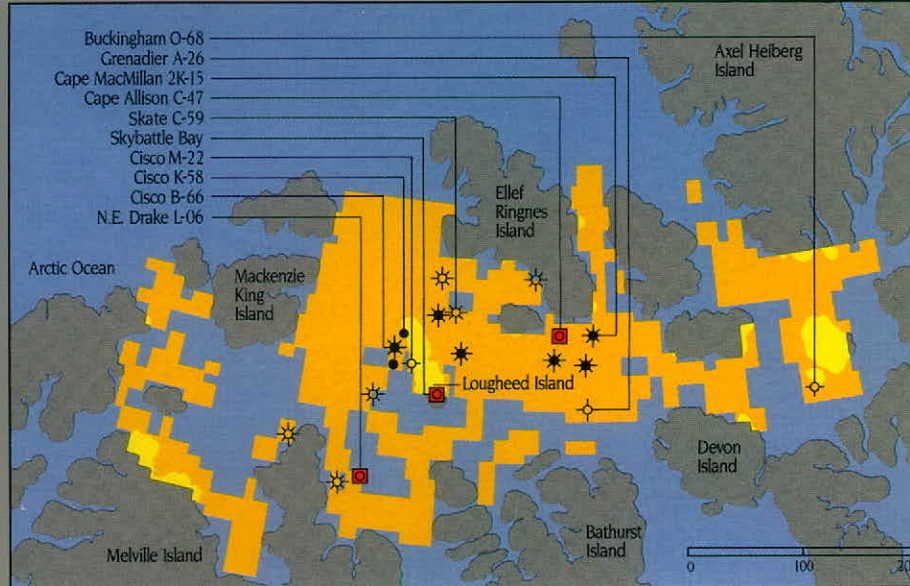 Buckingham O-68
Grenadier A-26
Cape MacMillan 2K-15
Cape Allison C-47
Skate C-59
Skybattle Bay
Cisco M-22
Cisco K-58
Cisco B-66
N.E. Drake L-06
Axel Heiberg
Island
Ellef
Ringnes
Island
Arctic Ocean
Mackenzie
King
Island
Lougheed Island
Devon
Island
Melville Island
Bathurst
Island
0
100